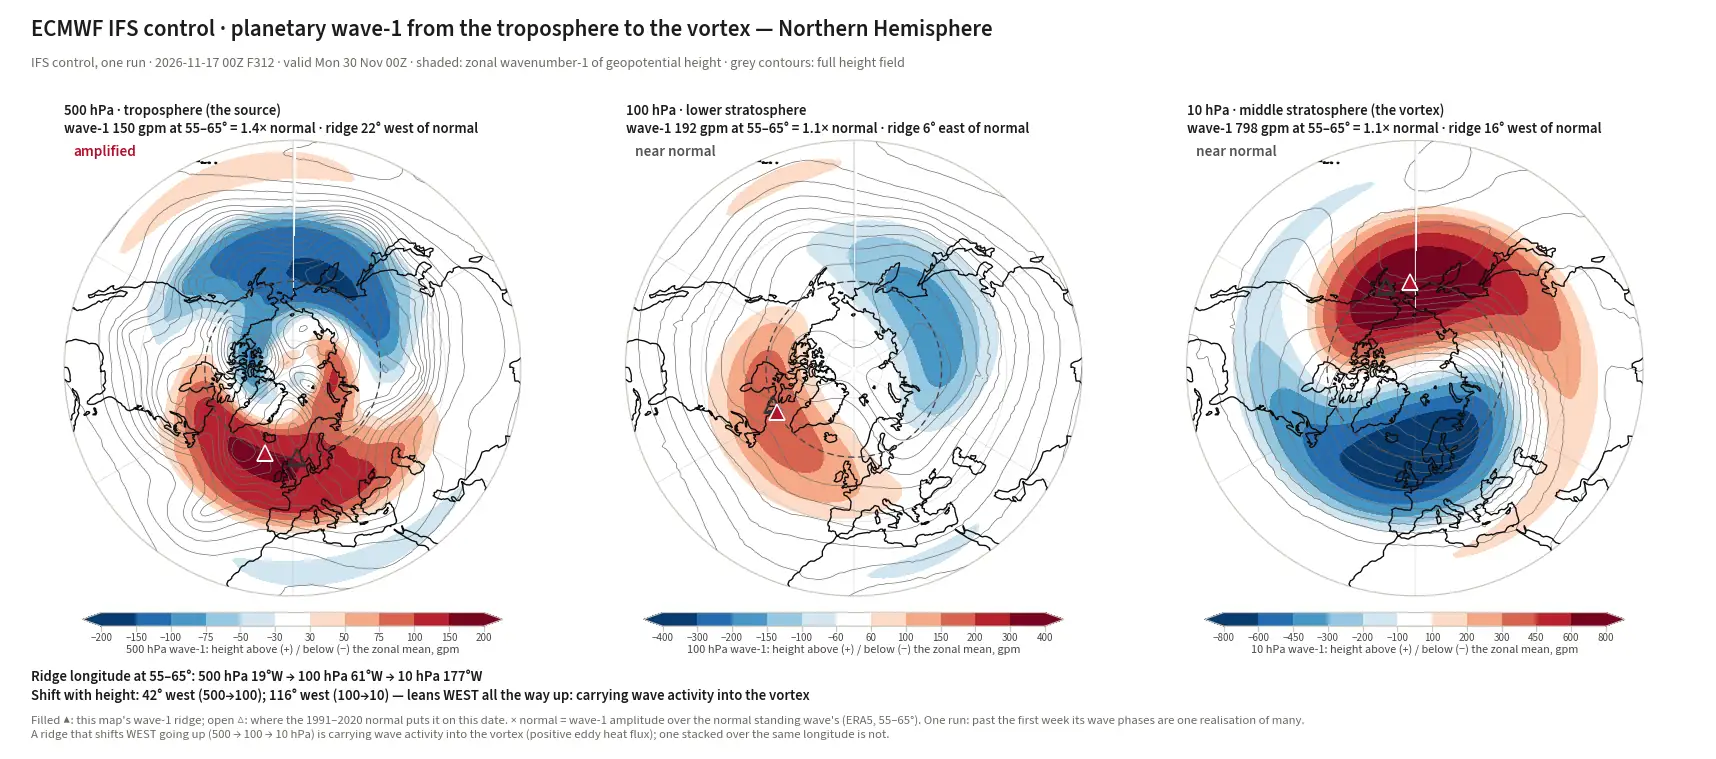 ECMWF IFS control · planetary wave-1 from the troposphere to the vortex — Northern Hemisphere
IFS control, one run · 2026-11-17 00Z F312 · valid Mon 30 Nov 00Z · shaded: zonal wavenumber-1 of geopotential height · grey contours: full height field
500 hPa · troposphere (the source)
wave-1 150 gpm at 55–65° = 1.4× normal · ridge 22° west of normal
amplified
100 hPa · lower stratosphere
wave-1 192 gpm at 55–65° = 1.1× normal · ridge 6° east of normal
near normal
10 hPa · middle stratosphere (the vortex)
wave-1 798 gpm at 55–65° = 1.1× normal · ridge 16° west of normal
near normal
−200 −150 −100 −75 −50 −30 30 50 75 100 150 200
500 hPa wave-1: height above (+) / below (−) the zonal mean, gpm
−400 −300 −200 −150 −100 −60 60 100 150 200 300 400
100 hPa wave-1: height above (+) / below (−) the zonal mean, gpm
−800 −600 −450 −300 −200 −100 100 200 300 450 600 800
10 hPa wave-1: height above (+) / below (−) the zonal mean, gpm
Ridge longitude at 55–65°: 500 hPa 19°W → 100 hPa 61°W → 10 hPa 177°W
Shift with height: 42° west (500→100); 116° west (100→10) — leans WEST all the way up: carrying wave activity into the vortex
Filled ▲: this map's wave-1 ridge; open △: where the 1991–2020 normal puts it on this date. × normal = wave-1 amplitude over the normal standing wave's (ERA5, 55–65°). One run: past the first week its wave phases are one realisation of many.
A ridge that shifts WEST going up (500 → 100 → 10 hPa) is carrying wave activity into the vortex (positive eddy heat flux); one stacked over the same longitude is not.